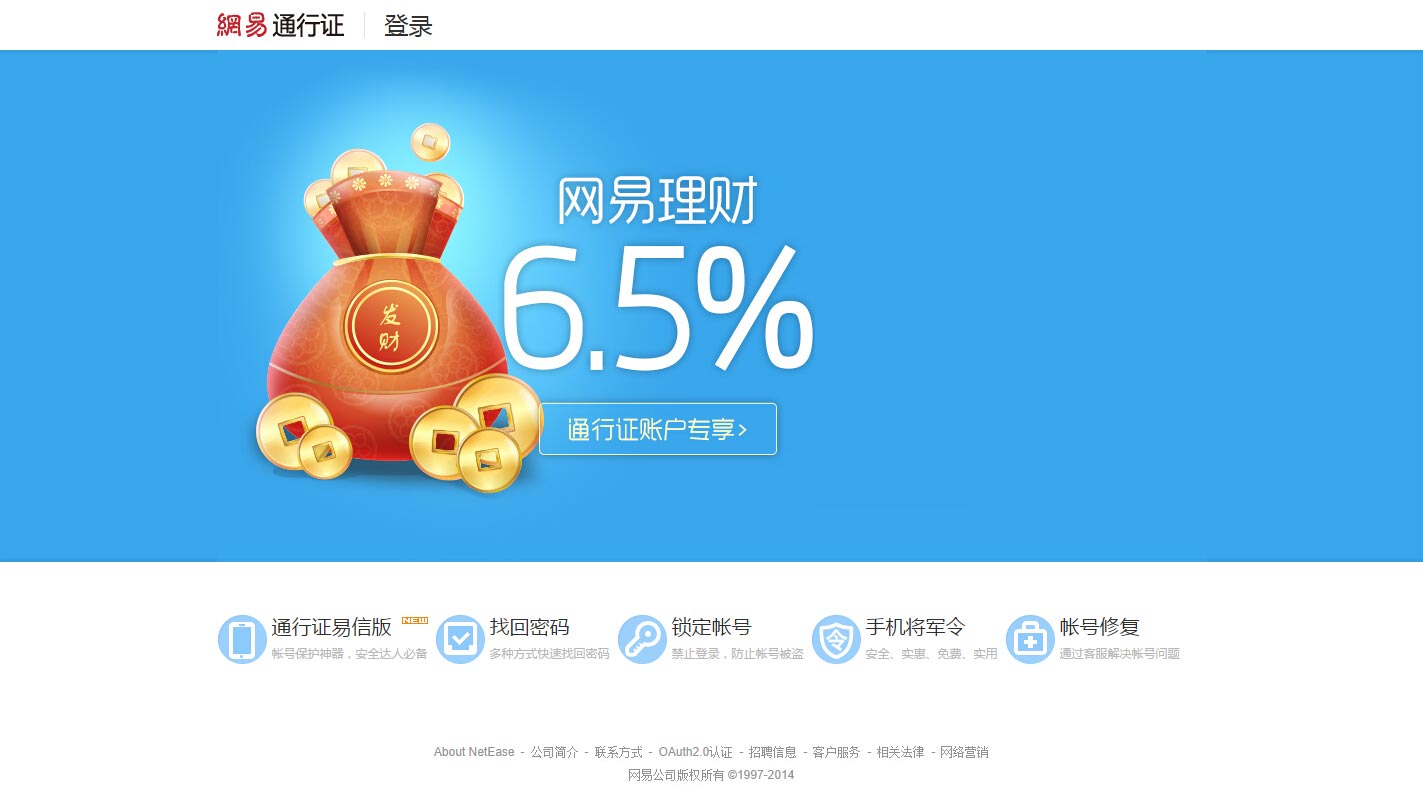 網易 通行证 登录
网易理财
6.5%
发
财
通行证账户专享>
通行证易信版 NEW
帐号保护神器，安全达人必备
找回密码
多种方式快速找回密码
锁定帐号
禁止登录，防止帐号被盗
令
手机将军令
安全、实惠、免费、实用
帐号修复
通过客服解决帐号问题
About NetEase - 公司简介 - 联系方式 - OAuth2.0认证 - 招聘信息 - 客户服务 - 相关法律 - 网络营销
网易公司版权所有 ©1997-2014